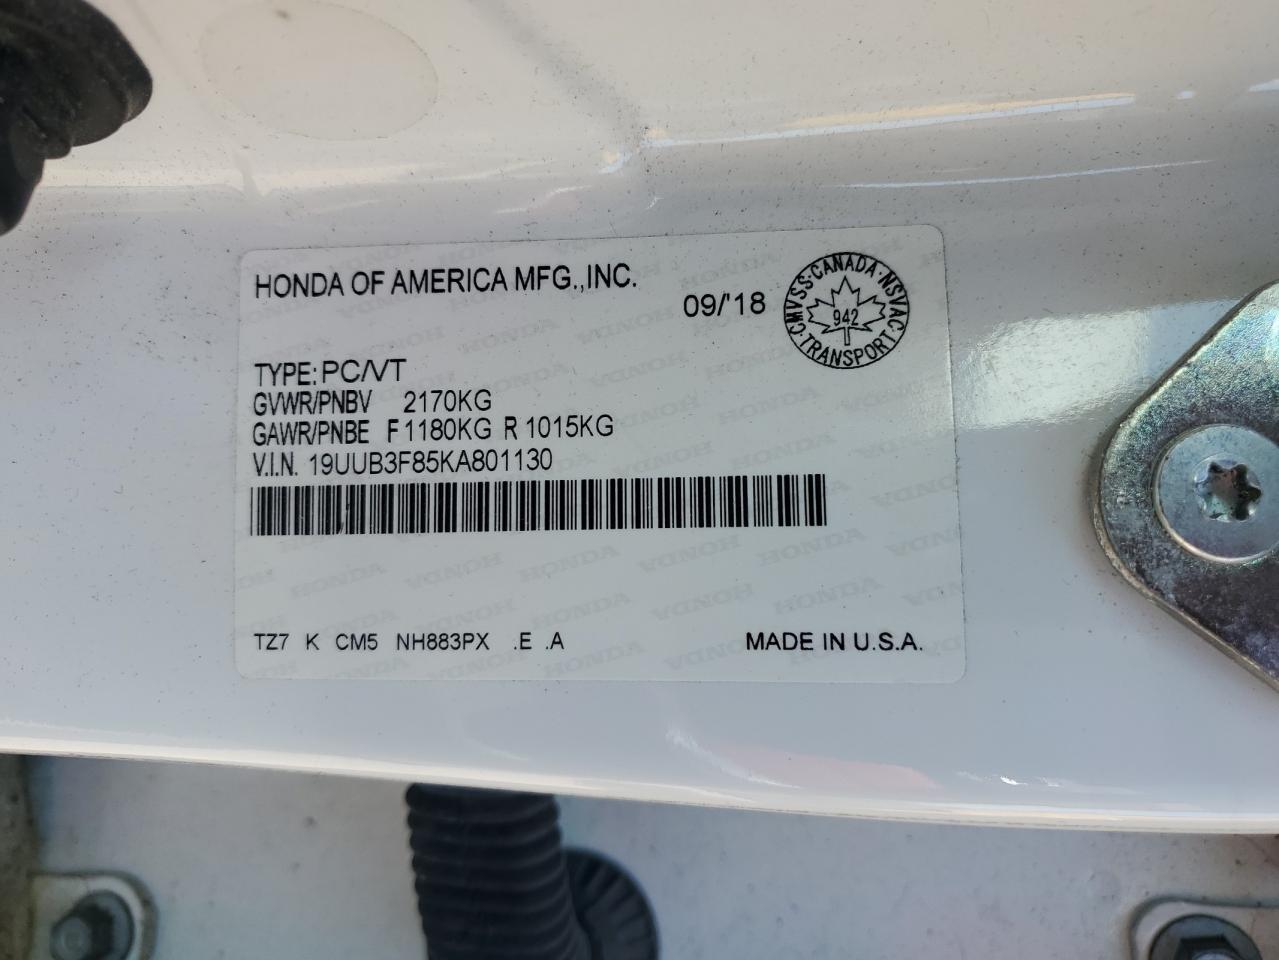 HONDA OF AMERICA MFG.,INC.
09/'18
CMVSS·CANADA·NSVAC·TRANSPORT·
942
TYPE: PC/VT
GVWR/PNBV 2170KG
GAWR/PNBE F 1180KG R 1015KG
V.I.N. 19UUB3F85KA801130
TZ7 K CM5 NH883PX .E .A
MADE IN U.S.A.
HONDA